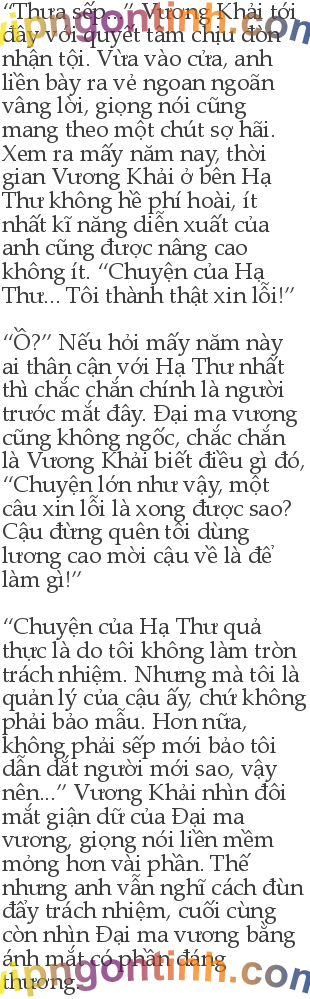 “Thưa sếp...” Vương Khải tới
đây với quyết tâm chịu đòn
nhận tội. Vừa vào cửa, anh
liền bày ra vẻ ngoan ngoãn
vâng lời, giọng nói cũng
mang theo một chút sợ hãi.
Xem ra mấy năm nay, thời
gian Vương Khải ở bên Hạ
Thư không hề phí hoài, ít
nhất kĩ năng diễn xuất của
anh cũng được nâng cao
không ít. “Chuyện của Hạ
Thư... Tôi thành thật xin lỗi!”
“Ồ?” Nếu hỏi mấy năm này
ai thân cận với Hạ Thư nhất
thì chắc chắn chính là người
trước mắt đây. Đại ma vương
cũng không ngốc, chắc chắn
là Vương Khải biết điều gì đó,
“Chuyện lớn như vậy, một
câu xin lỗi là xong được sao?
Cậu đừng quên tôi dùng
lương cao mời cậu về là để
làm gì!”
“Chuyện của Hạ Thư quả
thực là do tôi không làm tròn
trách nhiệm. Nhưng mà tôi là
quản lý của cậu ấy, chứ không
phải bảo mẫu. Hơn nữa,
không phải sếp mới bảo tôi
dẫn dắt người mới sao, vậy
nên...” Vương Khải nhìn đôi
mắt giận dữ của Đại ma
vương, giọng nói liền mềm
mỏng hơn vài phần. Thế
nhưng anh vẫn nghĩ cách đùn
đẩy trách nhiệm, cuối cùng
còn nhìn Đại ma vương bằng
ánh mắt có phần đáng
thương.
vipngontinh.com
vipngontinh.com